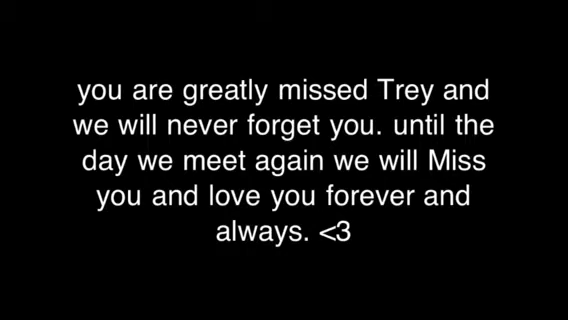 you are greatly missed Trey and
we will never forget you. until the
day we meet again we will Miss
you and love you forever and
always. <3